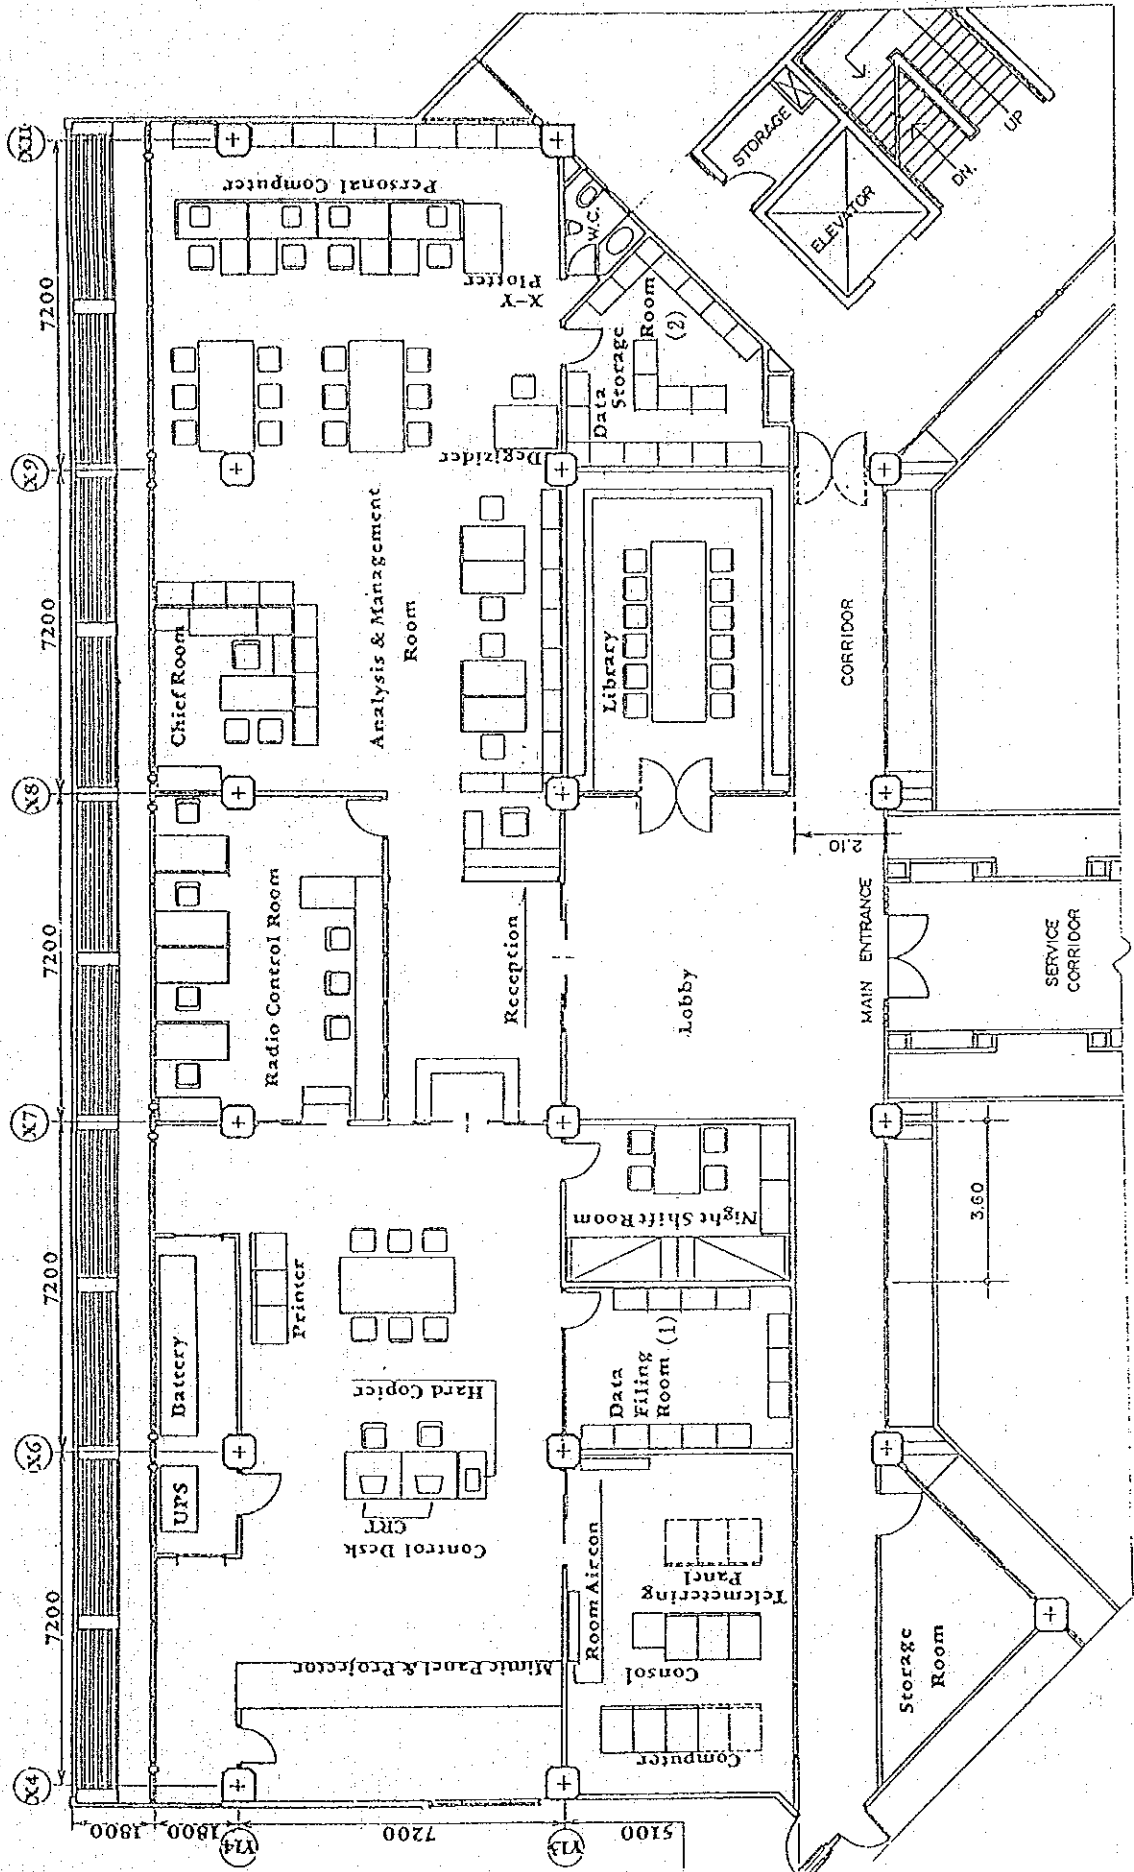 X4
X6
X7
X8
X9
7200
7200
7200
7200
7200
1800
1800
Y14
7200
5100
UPS
Battery
Printer
Hard Copier
CRT
Control Desk
Mimic Panel & Projector
Room Aircon
Telemetering
Panel
Consol
Computer
Data
Filing
Room (1)
Night Shift Room
Radio Control Room
Reception
Lobby
Chief Room
Analysis & Management
Room
Library
Personal Computer
X-Y
Plotter
Degizider
Data
Storage
Room
(2)
W.C.
STORAGE
ELEVATOR
UP
DN.
CORRIDOR
2.10
MAIN ENTRANCE
SERVICE
CORRIDOR
3.60
Storage
Room